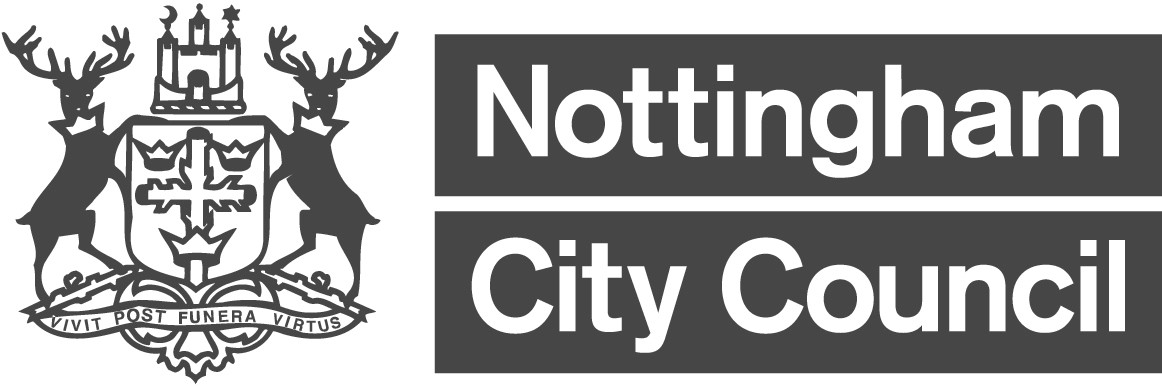 Nottingham
City Council
VIVIT POST FUNERA VIRTUS